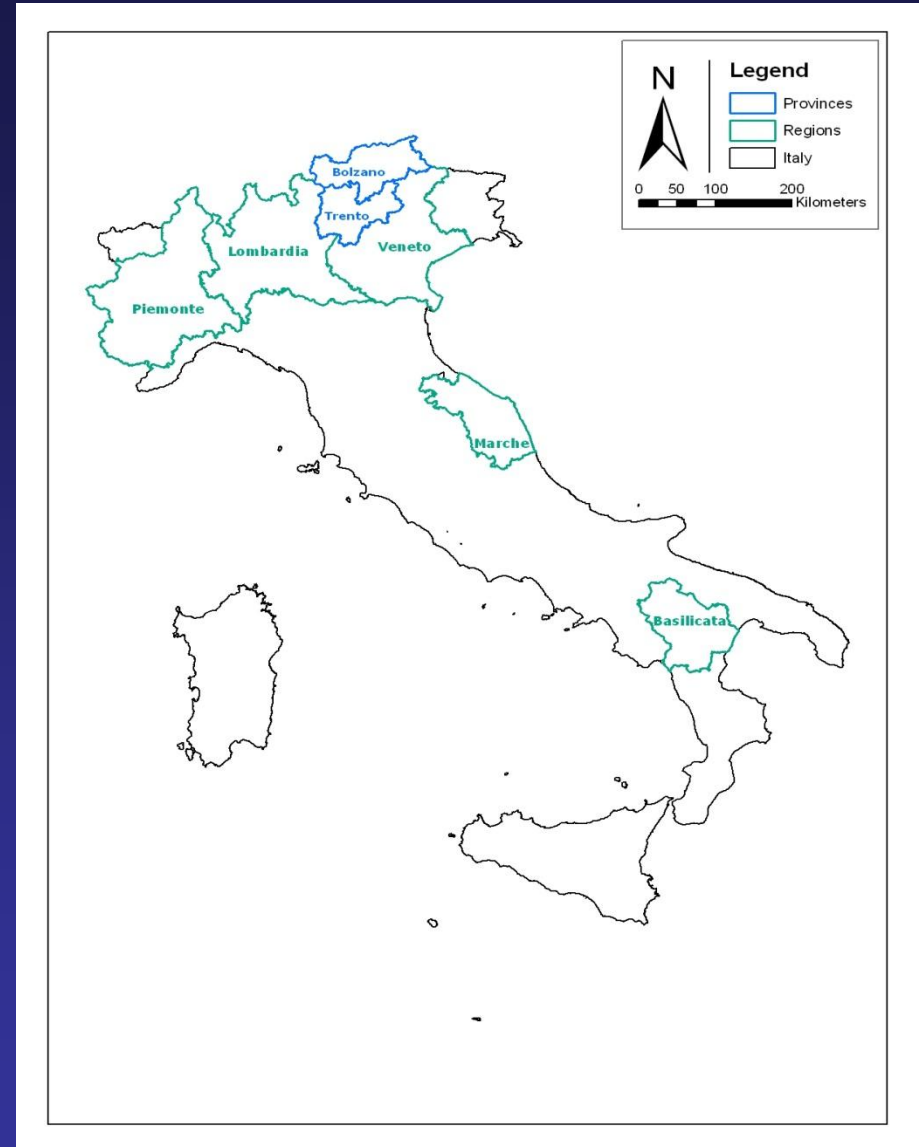 N
Legend
Provinces
Regions
Italy
0 50 100 200
Kilometers
Bolzano
Trento
Veneto
Lombardia
Piemonte
Marche
Basilicata